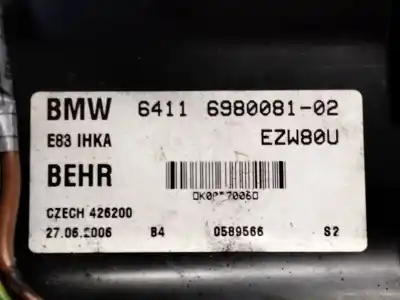 BMW 6411 6980081-02
E83 IHKA EZW80U
BEHR
CZECH 426200
27.06.2006 B4 0589566 S2